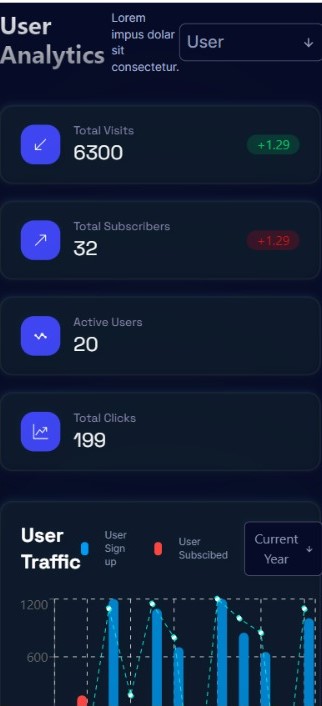 User
Analytics
Lorem
impus dolar
sit
consectetur.
User
Total Visits
6300
+1.29
Total Subscribers
32
+1.29
Active Users
20
Total Clicks
199
User
Traffic
User
Sign
up
User
Subscibed
Current
Year
1200
600